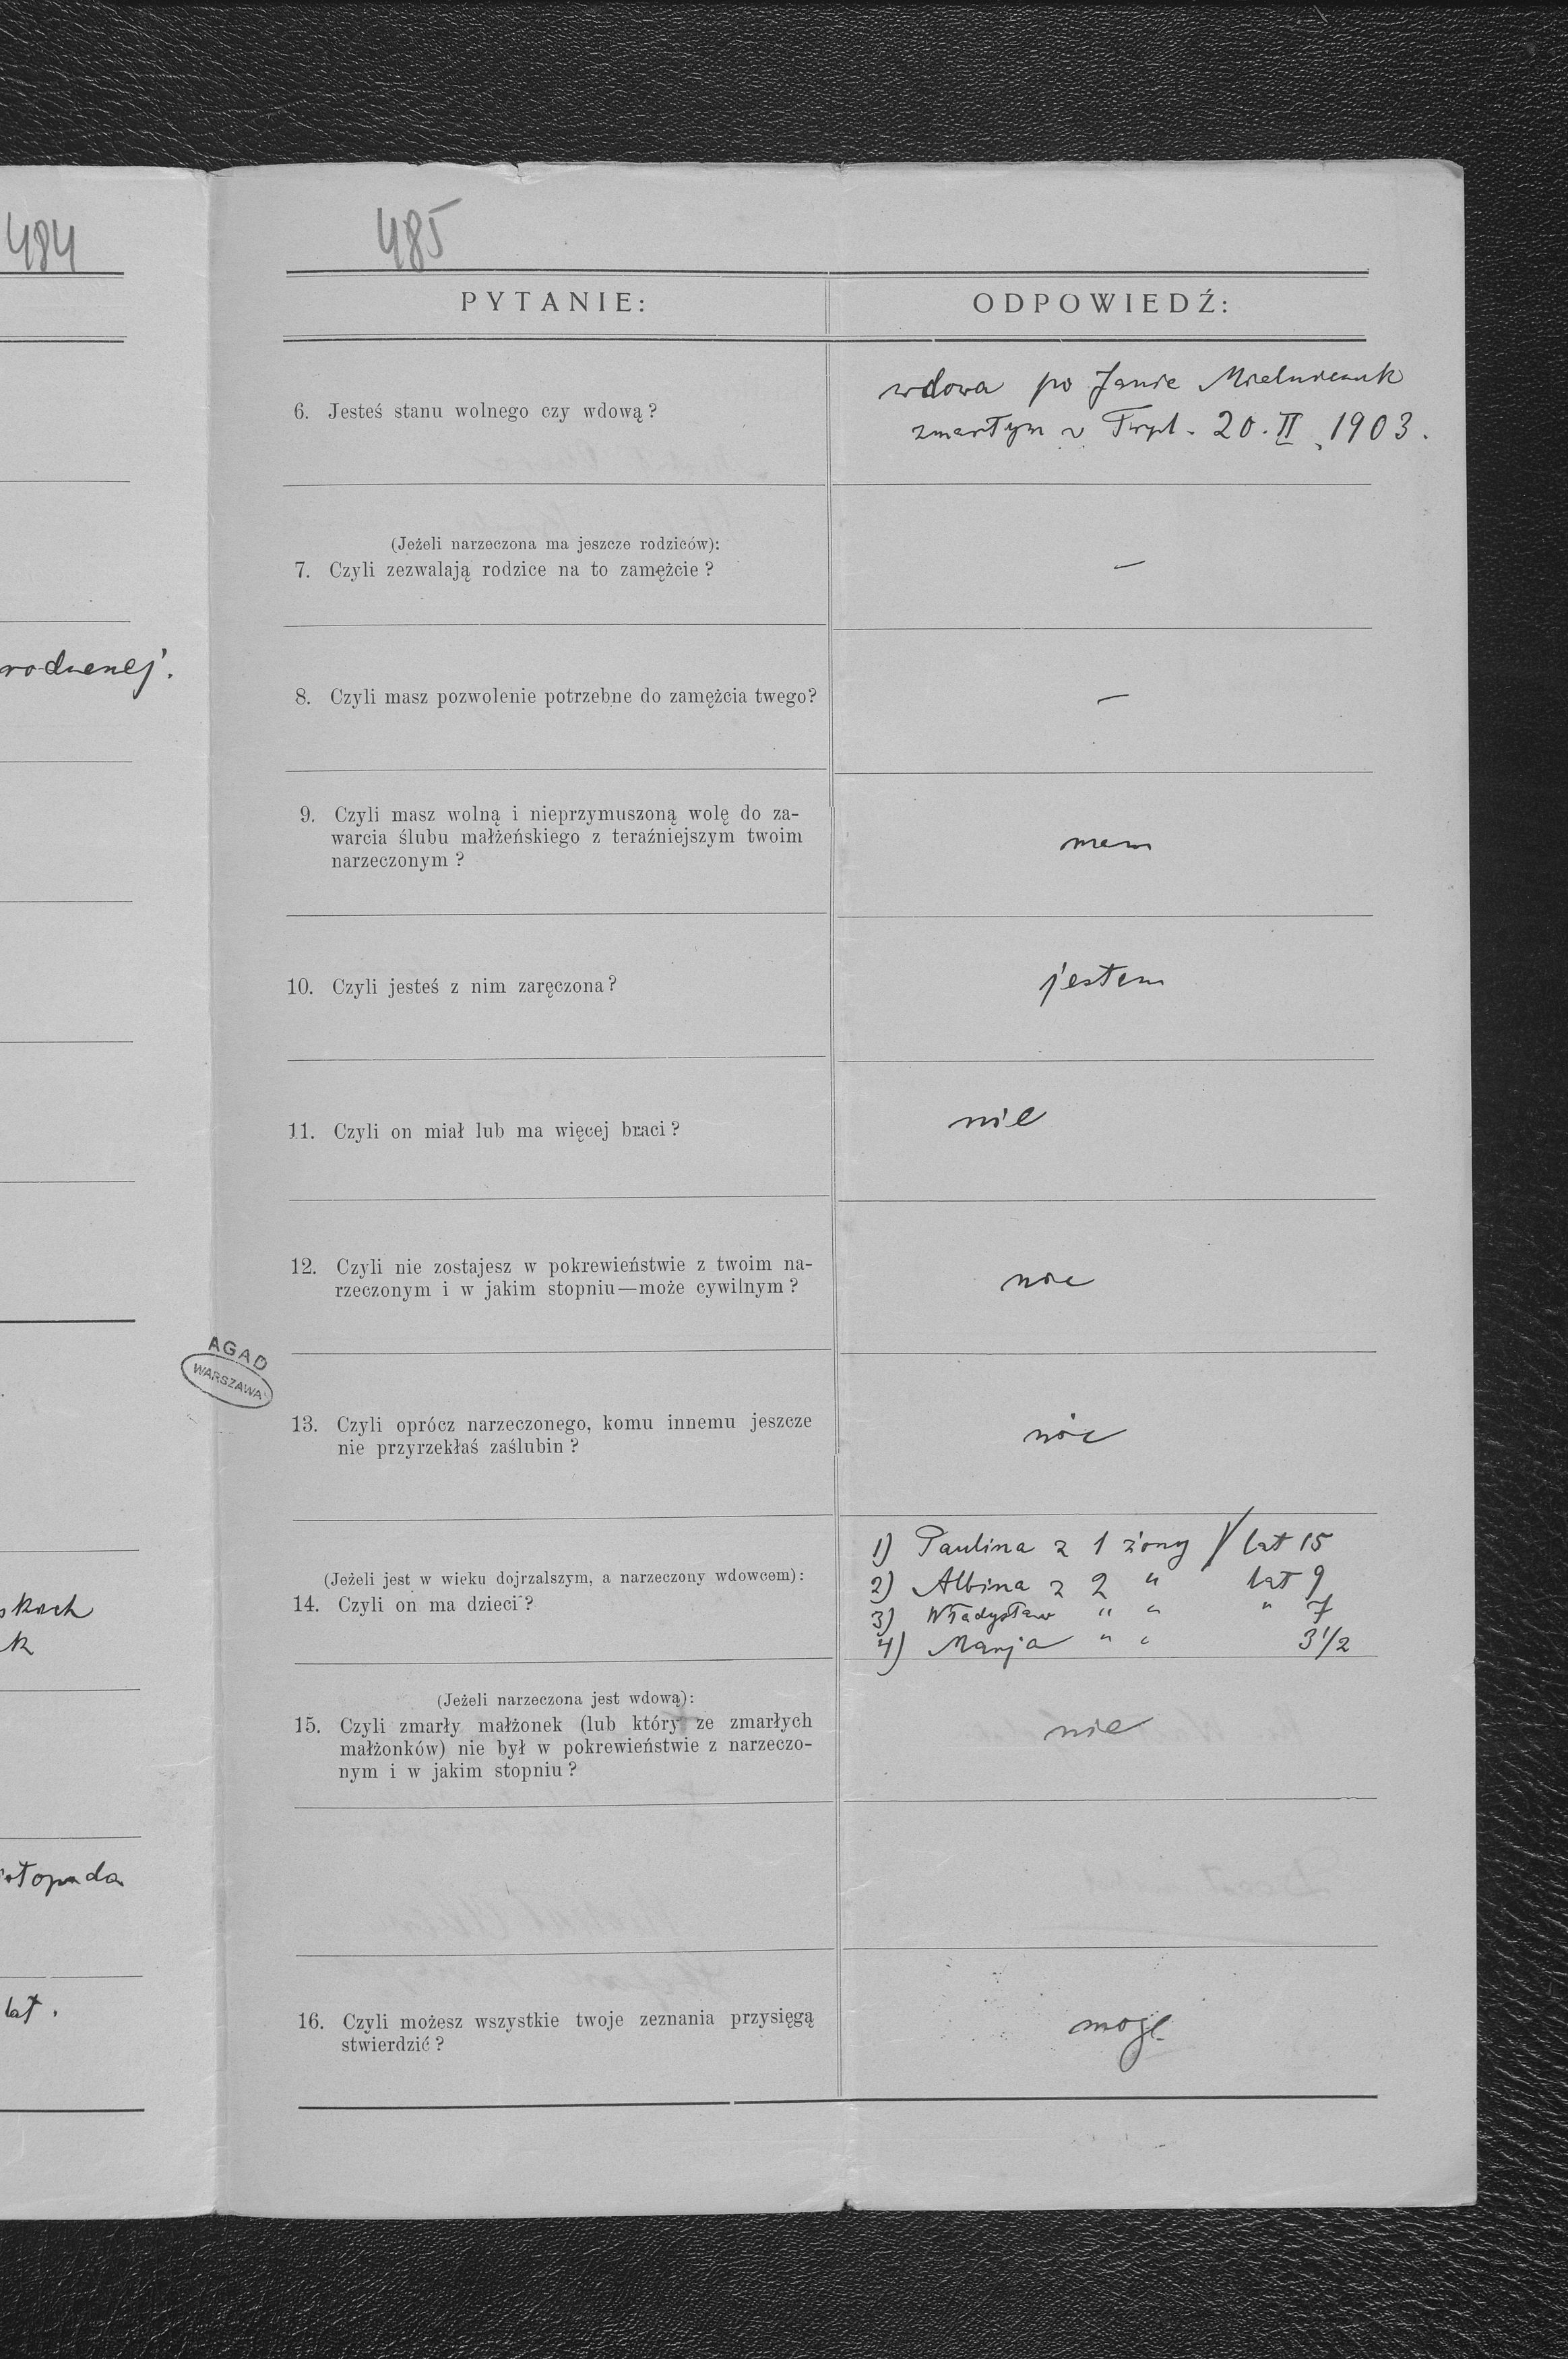 484
rodzenej.
skach
k
istopada
lat.
485
PYTANIE:
ODPOWIEDŹ:
6. Jesteś stanu wolnego czy wdową?
wdowa po Janie Mielniczuk
zmarłym w Trpl. 20. II. 1903.
(Jeżeli narzeczona ma jeszcze rodziców):
7. Czyli zezwalają rodzice na to zamężcie?
—
8. Czyli masz pozwolenie potrzebne do zamężcia twego?
—
9. Czyli masz wolną i nieprzymuszoną wolę do za-
warcia ślubu małżeńskiego z teraźniejszym twoim
narzeczonym?
mam
10. Czyli jesteś z nim zaręczona?
jestem
11. Czyli on miał lub ma więcej braci?
nie
12. Czyli nie zostajesz w pokrewieństwie z twoim na-
rzeczonym i w jakim stopniu—może cywilnym?
nie
AGAD
WARSZAWA
13. Czyli oprócz narzeczonego, komu innemu jeszcze
nie przyrzekłaś zaślubin?
nie
(Jeżeli jest w wieku dojrzalszym, a narzeczony wdowcem):
14. Czyli on ma dzieci?
1) Paulina z 1 żony / lat 15
2) Albina z 2 " lat 9
3) Władysław " " " 7
4) Marja " " 3 1/2
(Jeżeli narzeczona jest wdową):
15. Czyli zmarły małżonek (lub który ze zmarłych
małżonków) nie był w pokrewieństwie z narzeczo-
nym i w jakim stopniu?
nie
16. Czyli możesz wszystkie twoje zeznania przysięgą
stwierdzić?
mogę